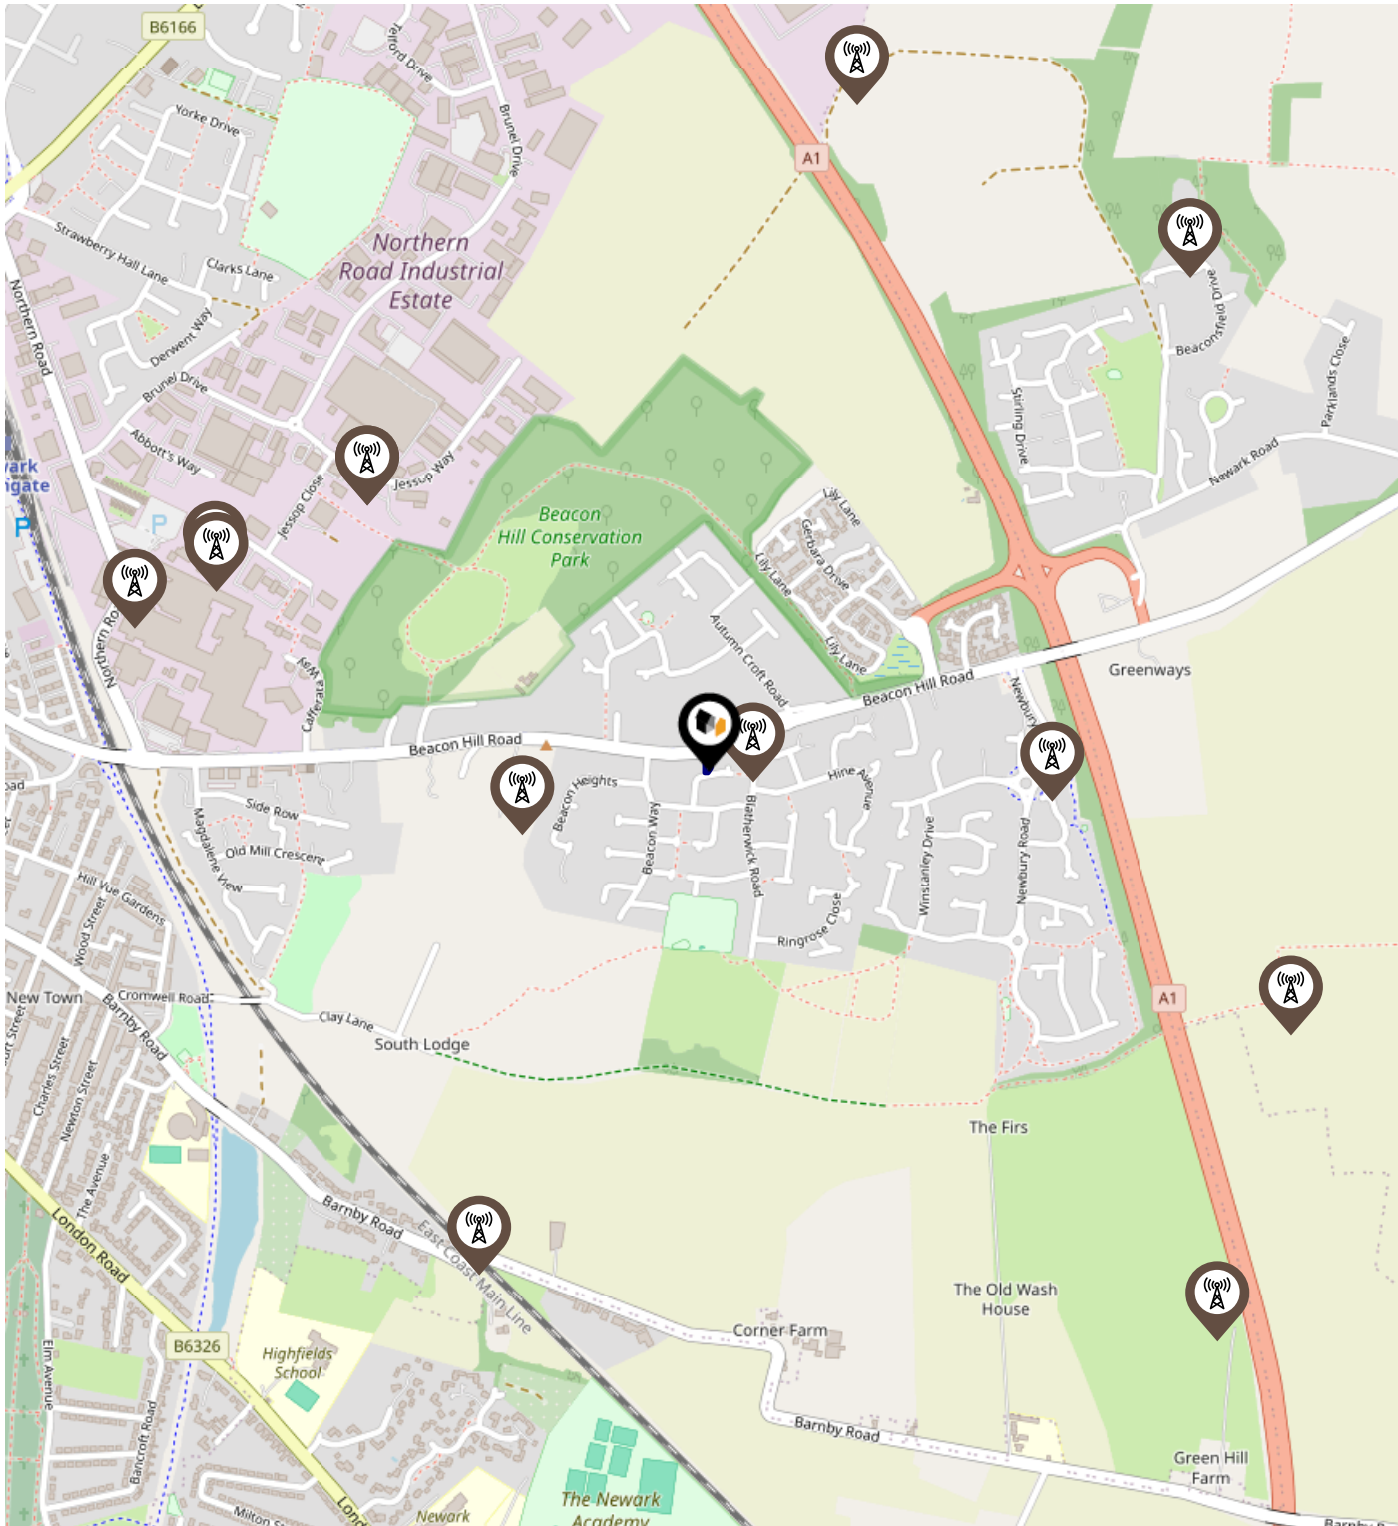 B6166
Telford Drive
Brunel Drive
Yorke Drive
A1
Strawberry Hall Lane
Clarks Lane
Northern
Road Industrial
Estate
Northern Road
Derwent Way
Beaconsfield Drive
Brunel Drive
Parklands Close
Stirling Drive
Abbott's Way
Newark Road
Jessop Way
Jessop Close
P
P
Beacon
Hill Conservation
Park
Lily Lane
Gerbara Drive
Lily Lane
Autumn Croft Road
Lily Lane
Northern Ro
Cafferata Way
Greenways
Beacon Hill Road
Newbury
Beacon Hill Road
Beacon Heights
Hine Avenue
Side Row
Magdalene View
Old Mill Crescent
Beacon Way
Blatherwick Road
Winstanley Drive
Newbury Road
Hill Vue Gardens
Wood Street
Ringrose Close
New Town
Cromwell Road
A1
Barnby Road
Clay Lane
South Lodge
Charles Street
Newton Street
The Firs
The Avenue
Barnby Road
East Coast Main Line
London Road
The Old Wash
House
Corner Farm
B6326
Highfields
School
Elm Avenue
Bancroft Road
Barnby Road
Green Hill
Farm
The Newark
Academy
Newark
Milton